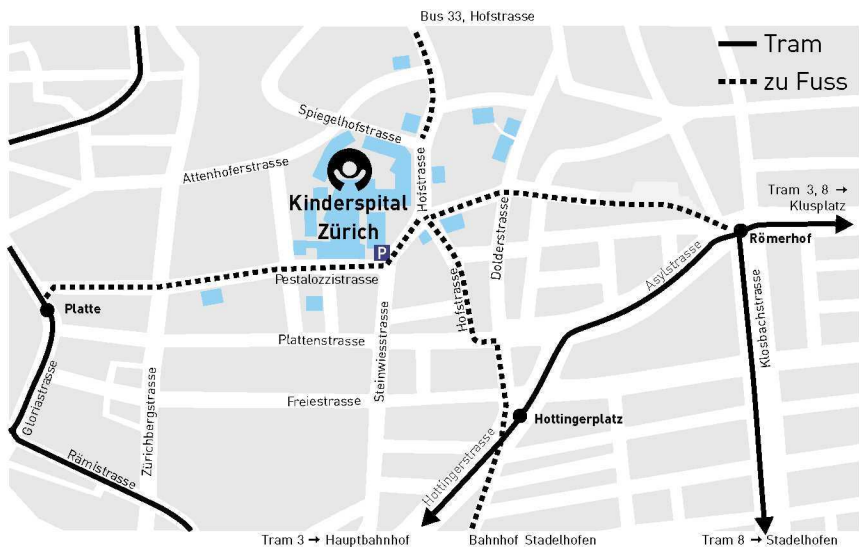 Bus 33, Hofstrasse
Tram
zu Fuss
Spiegelhofstrasse
Attenhoferstrasse
Hofstrasse
Kinderspital
Zürich
P
Dolderstrasse
Tram 3, 8 →
Klusplatz
Römerhof
Asylstrasse
Pestalozzistrasse
Hofstrasse
Platte
Plattenstrasse
Klosbachstrasse
Steinwiesstrasse
Freiestrasse
Gloriastrasse
Zürichbergstrasse
Hottingerplatz
Hottingerstrasse
Rämistrasse
Tram 3 → Hauptbahnhof
Bahnhof Stadelhofen
Tram 8 → Stadelhofen